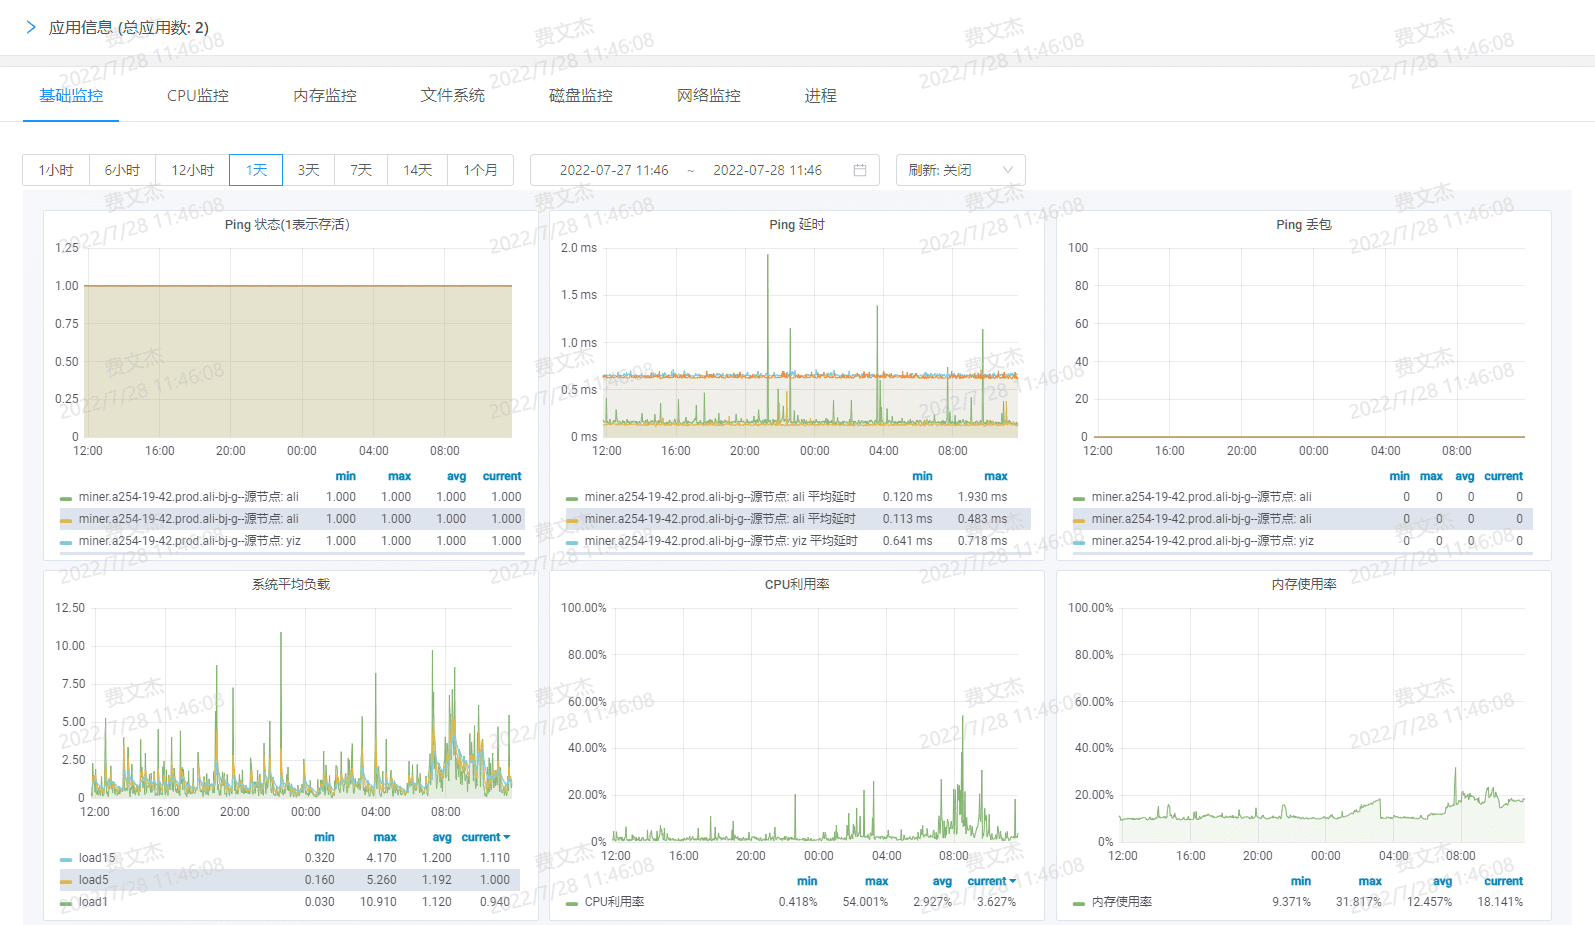 应用信息 (总应用数: 2)
基础监控 CPU监控 内存监控 文件系统 磁盘监控 网络监控 进程
1小时 6小时 12小时 1天 3天 7天 14天 1个月 2022-07-27 11:46 ~ 2022-07-28 11:46 刷新: 关闭
Ping 状态(1表示存活)
1.25
1.00
0.75
0.50
0.25
0
12:00 16:00 20:00 00:00 04:00 08:00
min max avg current
miner.a254-19-42.prod.ali-bj-g--源节点: ali 1.000 1.000 1.000 1.000
miner.a254-19-42.prod.ali-bj-g--源节点: ali 1.000 1.000 1.000 1.000
miner.a254-19-42.prod.ali-bj-g--源节点: yiz 1.000 1.000 1.000 1.000
Ping 延时
2.0 ms
1.5 ms
1.0 ms
0.5 ms
0 ms
12:00 16:00 20:00 00:00 04:00 08:00
min max
miner.a254-19-42.prod.ali-bj-g--源节点: ali 平均延时 0.120 ms 1.930 ms
miner.a254-19-42.prod.ali-bj-g--源节点: ali 平均延时 0.113 ms 0.483 ms
miner.a254-19-42.prod.ali-bj-g--源节点: yiz 平均延时 0.641 ms 0.718 ms
Ping 丢包
100
80
60
40
20
0
12:00 16:00 20:00 00:00 04:00 08:00
min max avg current
miner.a254-19-42.prod.ali-bj-g--源节点: ali 0 0 0 0
miner.a254-19-42.prod.ali-bj-g--源节点: ali 0 0 0 0
miner.a254-19-42.prod.ali-bj-g--源节点: yiz 0 0 0 0
系统平均负载
12.50
10.00
7.50
5.00
2.50
0
12:00 16:00 20:00 00:00 04:00 08:00
min max avg current
load15 0.320 4.170 1.200 1.110
load5 0.160 5.260 1.192 1.000
load1 0.030 10.910 1.120 0.940
CPU利用率
100.00%
80.00%
60.00%
40.00%
20.00%
0%
12:00 16:00 20:00 00:00 04:00 08:00
min max avg current
CPU利用率 0.418% 54.001% 2.927% 3.627%
内存使用率
100.00%
80.00%
60.00%
40.00%
20.00%
0%
12:00 16:00 20:00 00:00 04:00 08:00
min max avg current
内存使用率 9.371% 31.817% 12.457% 18.141%
费文杰
2022/7/28 11:46:08